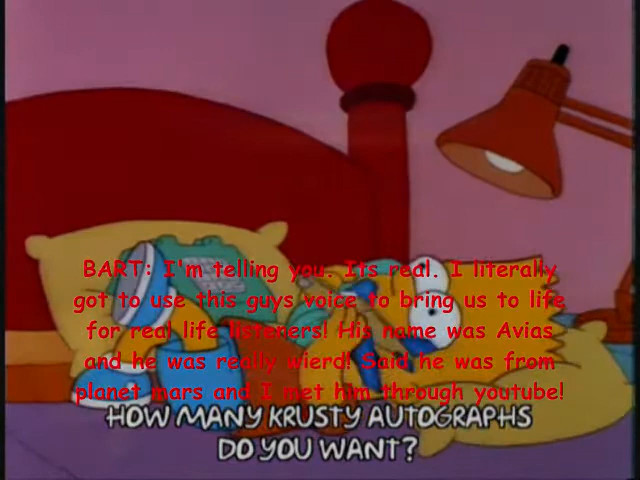 BART: I'm telling you. Its real. I literally
got to use this guys voice to bring us to life
for real life listeners! His name was Avias
and he was really wierd! Said he was from
planet mars and I met him through youtube!
HOW MANY KRUSTY AUTOGRAPHS
DO YOU WANT?